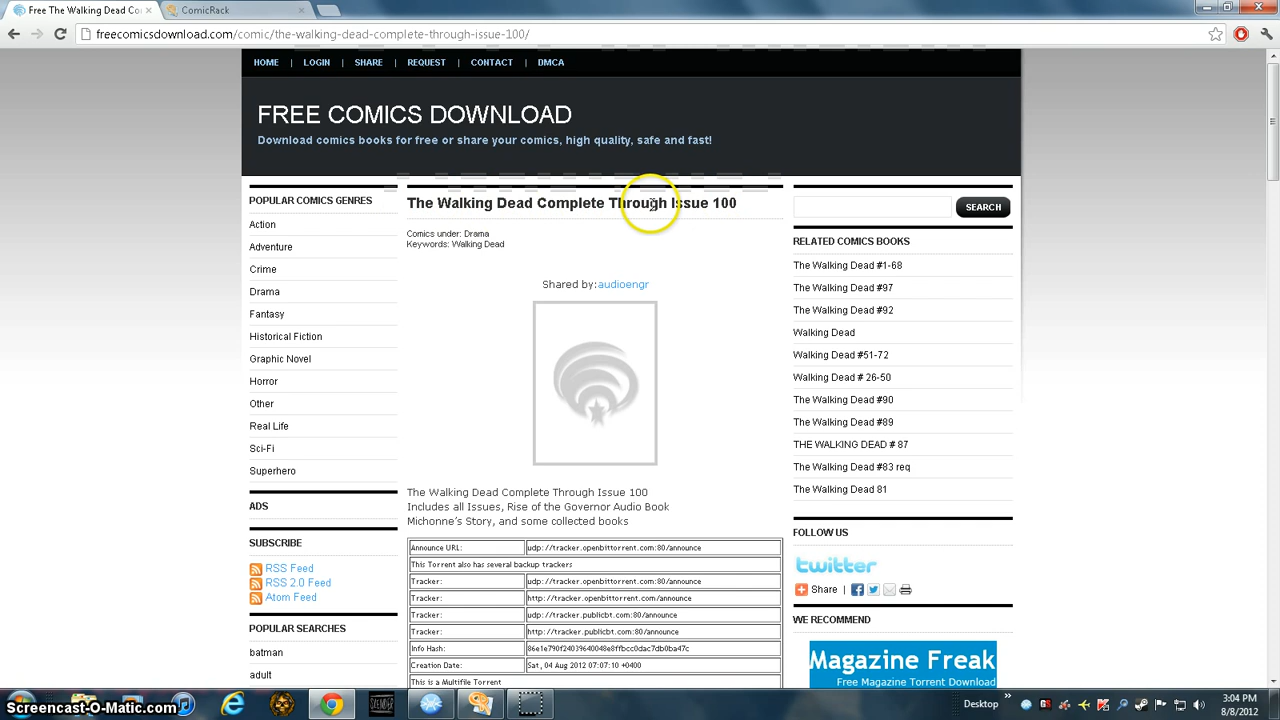 Free The Walking Dead Co
ComicRack
freecomicsdownload.com/comic/the-walking-dead-complete-through-issue-100/
HOME | LOGIN | SHARE | REQUEST | CONTACT | DMCA
FREE COMICS DOWNLOAD
Download comics books for free or share your comics, high quality, safe and fast!
POPULAR COMICS GENRES
Action
Adventure
Crime
Drama
Fantasy
Historical Fiction
Graphic Novel
Horror
Other
Real Life
Sci-Fi
Superhero
ADS
SUBSCRIBE
RSS Feed
RSS 2.0 Feed
Atom Feed
POPULAR SEARCHES
batman
adult
The Walking Dead Complete Through Issue 100
Comics under: Drama
Keywords: Walking Dead
Shared by:audioengr
The Walking Dead Complete Through Issue 100
Includes all Issues, Rise of the Governor Audio Book
Michonne's Story, and some collected books
Announce URL: udp://tracker.openbittorrent.com:80/announce
This Torrent also has several backup trackers
Tracker: udp://tracker.openbittorrent.com:80/announce
Tracker: http://tracker.openbittorrent.com/announce
Tracker: udp://tracker.publicbt.com:80/announce
Tracker: http://tracker.publicbt.com:80/announce
Info Hash: 86e1e790f24039640048e8ffbcc0dac7db0ba47c
Creation Date: Sat, 04 Aug 2012 07:07:10 +0400
This is a Multifile Torrent
SEARCH
RELATED COMICS BOOKS
The Walking Dead #1-68
The Walking Dead #97
The Walking Dead #92
Walking Dead
Walking Dead #51-72
Walking Dead # 26-50
The Walking Dead #90
The Walking Dead #89
THE WALKING DEAD # 87
The Walking Dead #83 req
The Walking Dead 81
FOLLOW US
twitter
Share |
WE RECOMMEND
Magazine Freak
Free Magazine Torrent Download
Screencast-O-Matic.com
Desktop
3:04 PM
8/8/2012